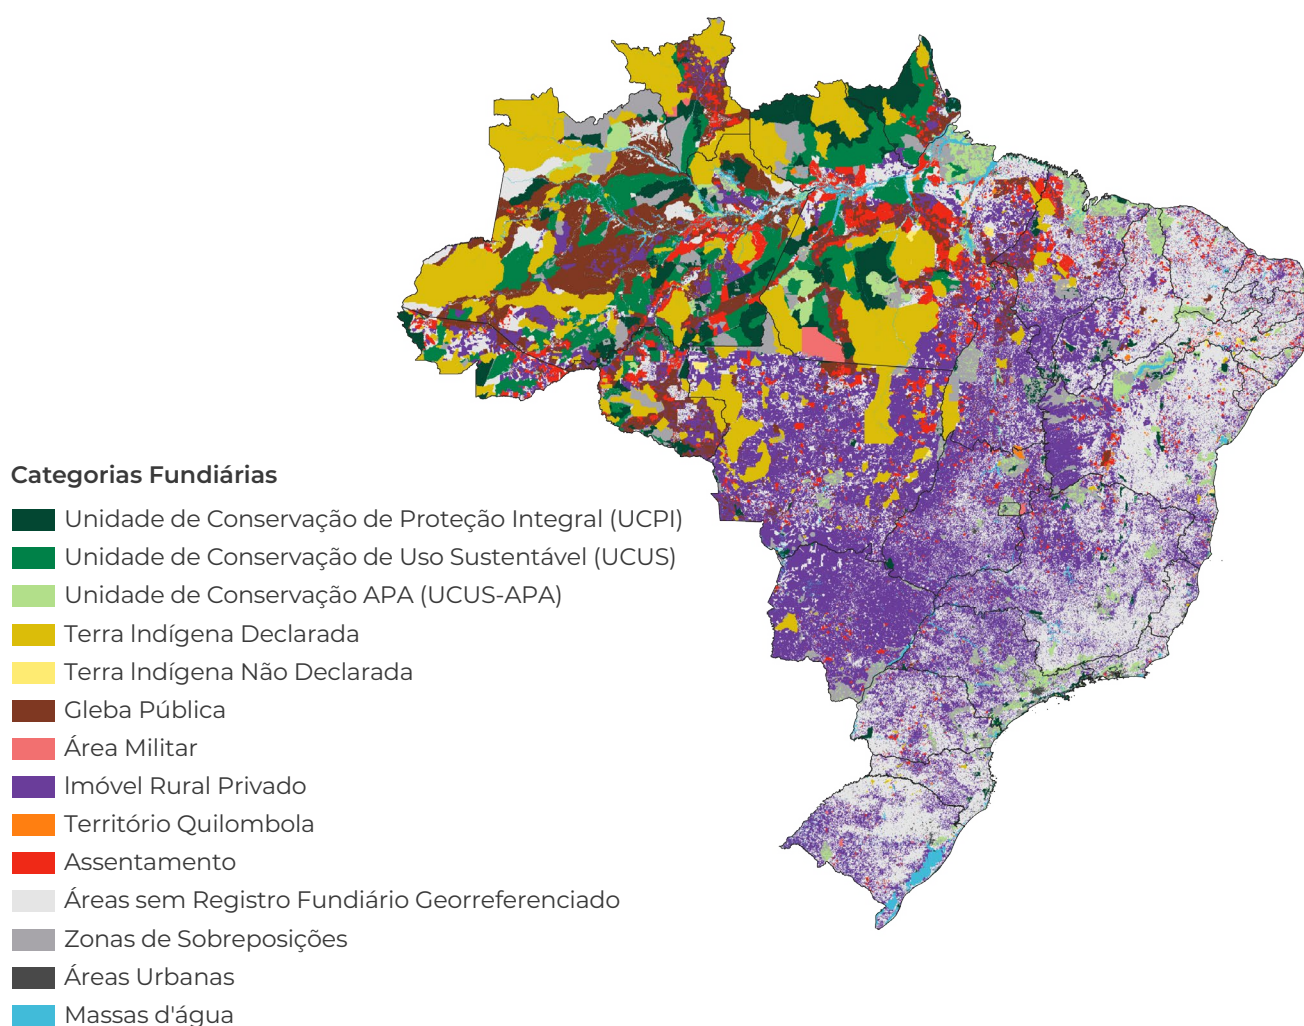 Categorias Fundiárias
Unidade de Conservação de Proteção Integral (UCPI)
Unidade de Conservação de Uso Sustentável (UCUS)
Unidade de Conservação APA (UCUS-APA)
Terra Indígena Declarada
Terra Indígena Não Declarada
Gleba Pública
Área Militar
Imóvel Rural Privado
Território Quilombola
Assentamento
Áreas sem Registro Fundiário Georreferenciado
Zonas de Sobreposições
Áreas Urbanas
Massas d'água